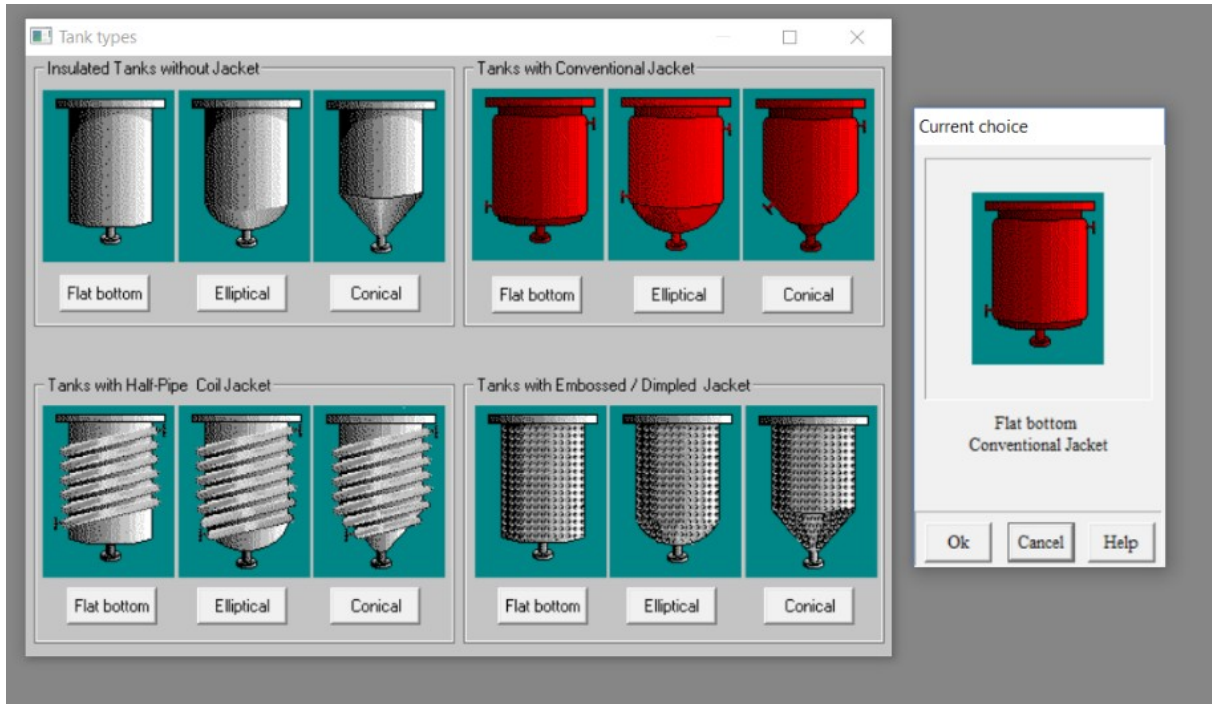 Tank types
Insulated Tanks without Jacket
Flat bottom
Elliptical
Conical
Tanks with Conventional Jacket
Flat bottom
Elliptical
Conical
Tanks with Half-Pipe Coil Jacket
Flat bottom
Elliptical
Conical
Tanks with Embossed / Dimpled Jacket
Flat bottom
Elliptical
Conical
Current choice
Flat bottom
Conventional Jacket
Ok
Cancel
Help